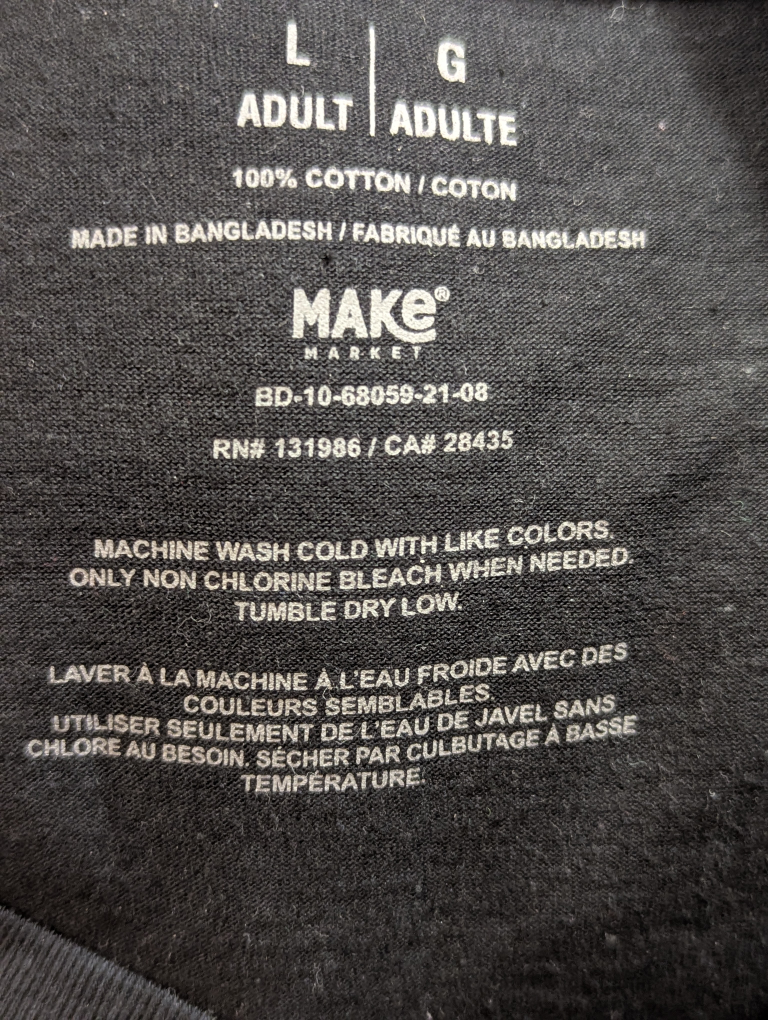 L | G
ADULT | ADULTE
100% COTTON / COTON
MADE IN BANGLADESH / FABRIQUÉ AU BANGLADESH
MAKe®
MARKET
BD-10-68059-21-08
RN# 131986 / CA# 28435
MACHINE WASH COLD WITH LIKE COLORS.
ONLY NON CHLORINE BLEACH WHEN NEEDED.
TUMBLE DRY LOW.
LAVER À LA MACHINE À L'EAU FROIDE AVEC DES
COULEURS SEMBLABLES.
UTILISER SEULEMENT DE L'EAU DE JAVEL SANS
CHLORE AU BESOIN. SÉCHER PAR CULBUTAGE À BASSE
TEMPÉRATURE.